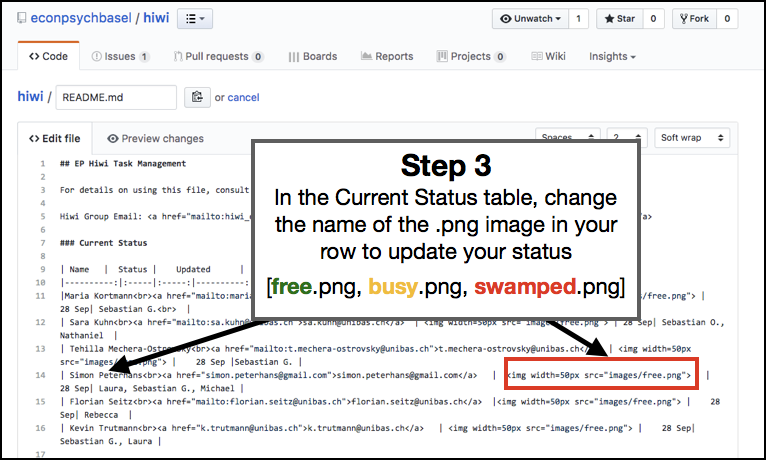 econpsychbasel / hiwi
Unwatch 1 Star 0 Fork 0
<> Code Issues 1 Pull requests 0 Boards Reports Projects 0 Wiki Insights
hiwi / README.md or cancel
<> Edit file Preview changes Spaces 2 Soft wrap
1 ## EP Hiwi Task Management
2
3 For details on using this file, consult
4
5 Hiwi Group Email: <a href="mailto:hiwi_ /a>
6
7 ### Current Status
8
9 | Name | Status | Updated |
10 |----------:|:-----|:-----:|
11 |Maria Kortmann<br><a href="mailto:maria /free.png"> |
28 Sep| Sebastian G.<br> |
12 | Sara Kuhn<br><a href="mailto:sa.kuhn@unibas.ch >sa.kuhn@unibas.ch</a> | <img width=50px src="images/free.png" > | 28 Sep| Sebastian O.,
Nathaniel |
13 | Tehilla Mechera-Ostrovsky<br><a href="mailto:t.mechera-ostrovsky@unibas.ch">t.mechera-ostrovsky@unibas.ch</a> | <img width=50px
src="images/free.png"> | 28 Sep |Sebastian G. |
14 | Simon Peterhans<br><a href="simon.peterhans@gmail.com">simon.peterhans@gmail.com</a> | <img width=50px src="images/free.png"> |
28 Sep| Laura, Sebastian G., Michael |
15 | Florian Seitz<br><a href="mailto:florian.seitz@unibas.ch">florian.seitz@unibas.ch</a> |<img width=50px src="images/free.png"> | 28
Sep| Rebecca |
16 | Kevin Trutmann<br><a href="k.trutmann@unibas.ch">k.trutmann@unibas.ch</a> | <img width=50px src="images/free.png"> | 28 Sep|
Sebastian G., Laura |
17
Step 3
In the Current Status table, change
the name of the .png image in your
row to update your status
[free.png, busy.png, swamped.png]